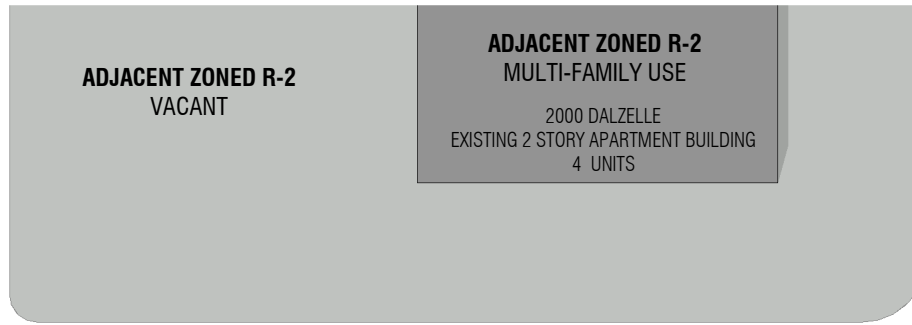 ADJACENT ZONED R-2
VACANT
ADJACENT ZONED R-2
MULTI-FAMILY USE
2000 DALZELLE
EXISTING 2 STORY APARTMENT BUILDING
4 UNITS